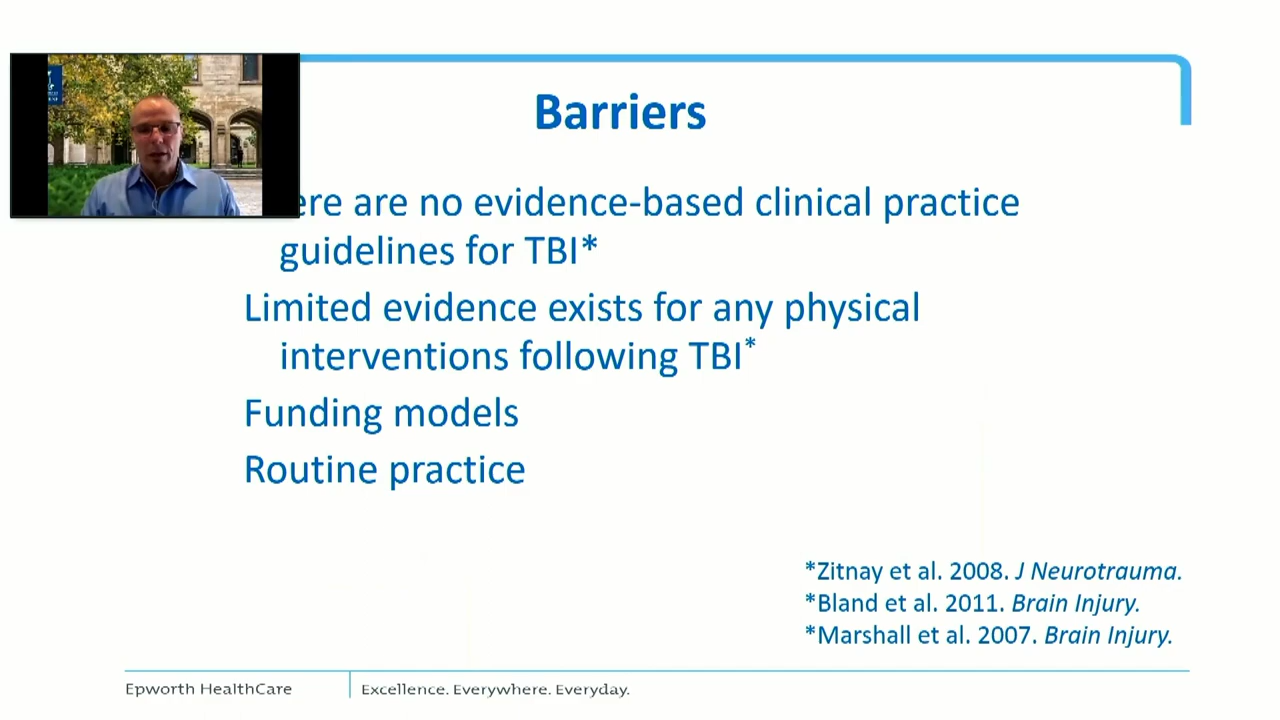 Barriers
ere are no evidence-based clinical practice
guidelines for TBI*
Limited evidence exists for any physical
interventions following TBI*
Funding models
Routine practice
*Zitnay et al. 2008. J Neurotrauma.
*Bland et al. 2011. Brain Injury.
*Marshall et al. 2007. Brain Injury.
Epworth HealthCare
Excellence. Everywhere. Everyday.